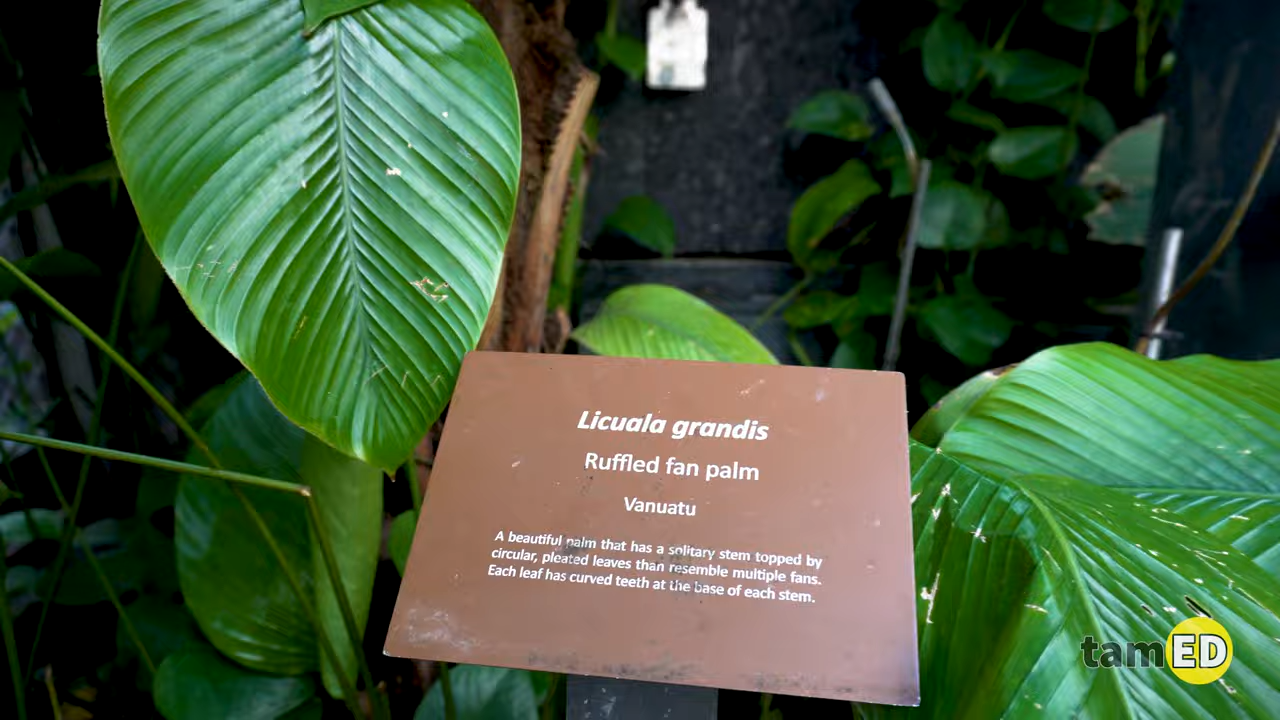 Licuala grandis
Ruffled fan palm
Vanuatu
A beautiful palm that has a solitary stem topped by
circular, pleated leaves than resemble multiple fans.
Each leaf has curved teeth at the base of each stem.
tamED